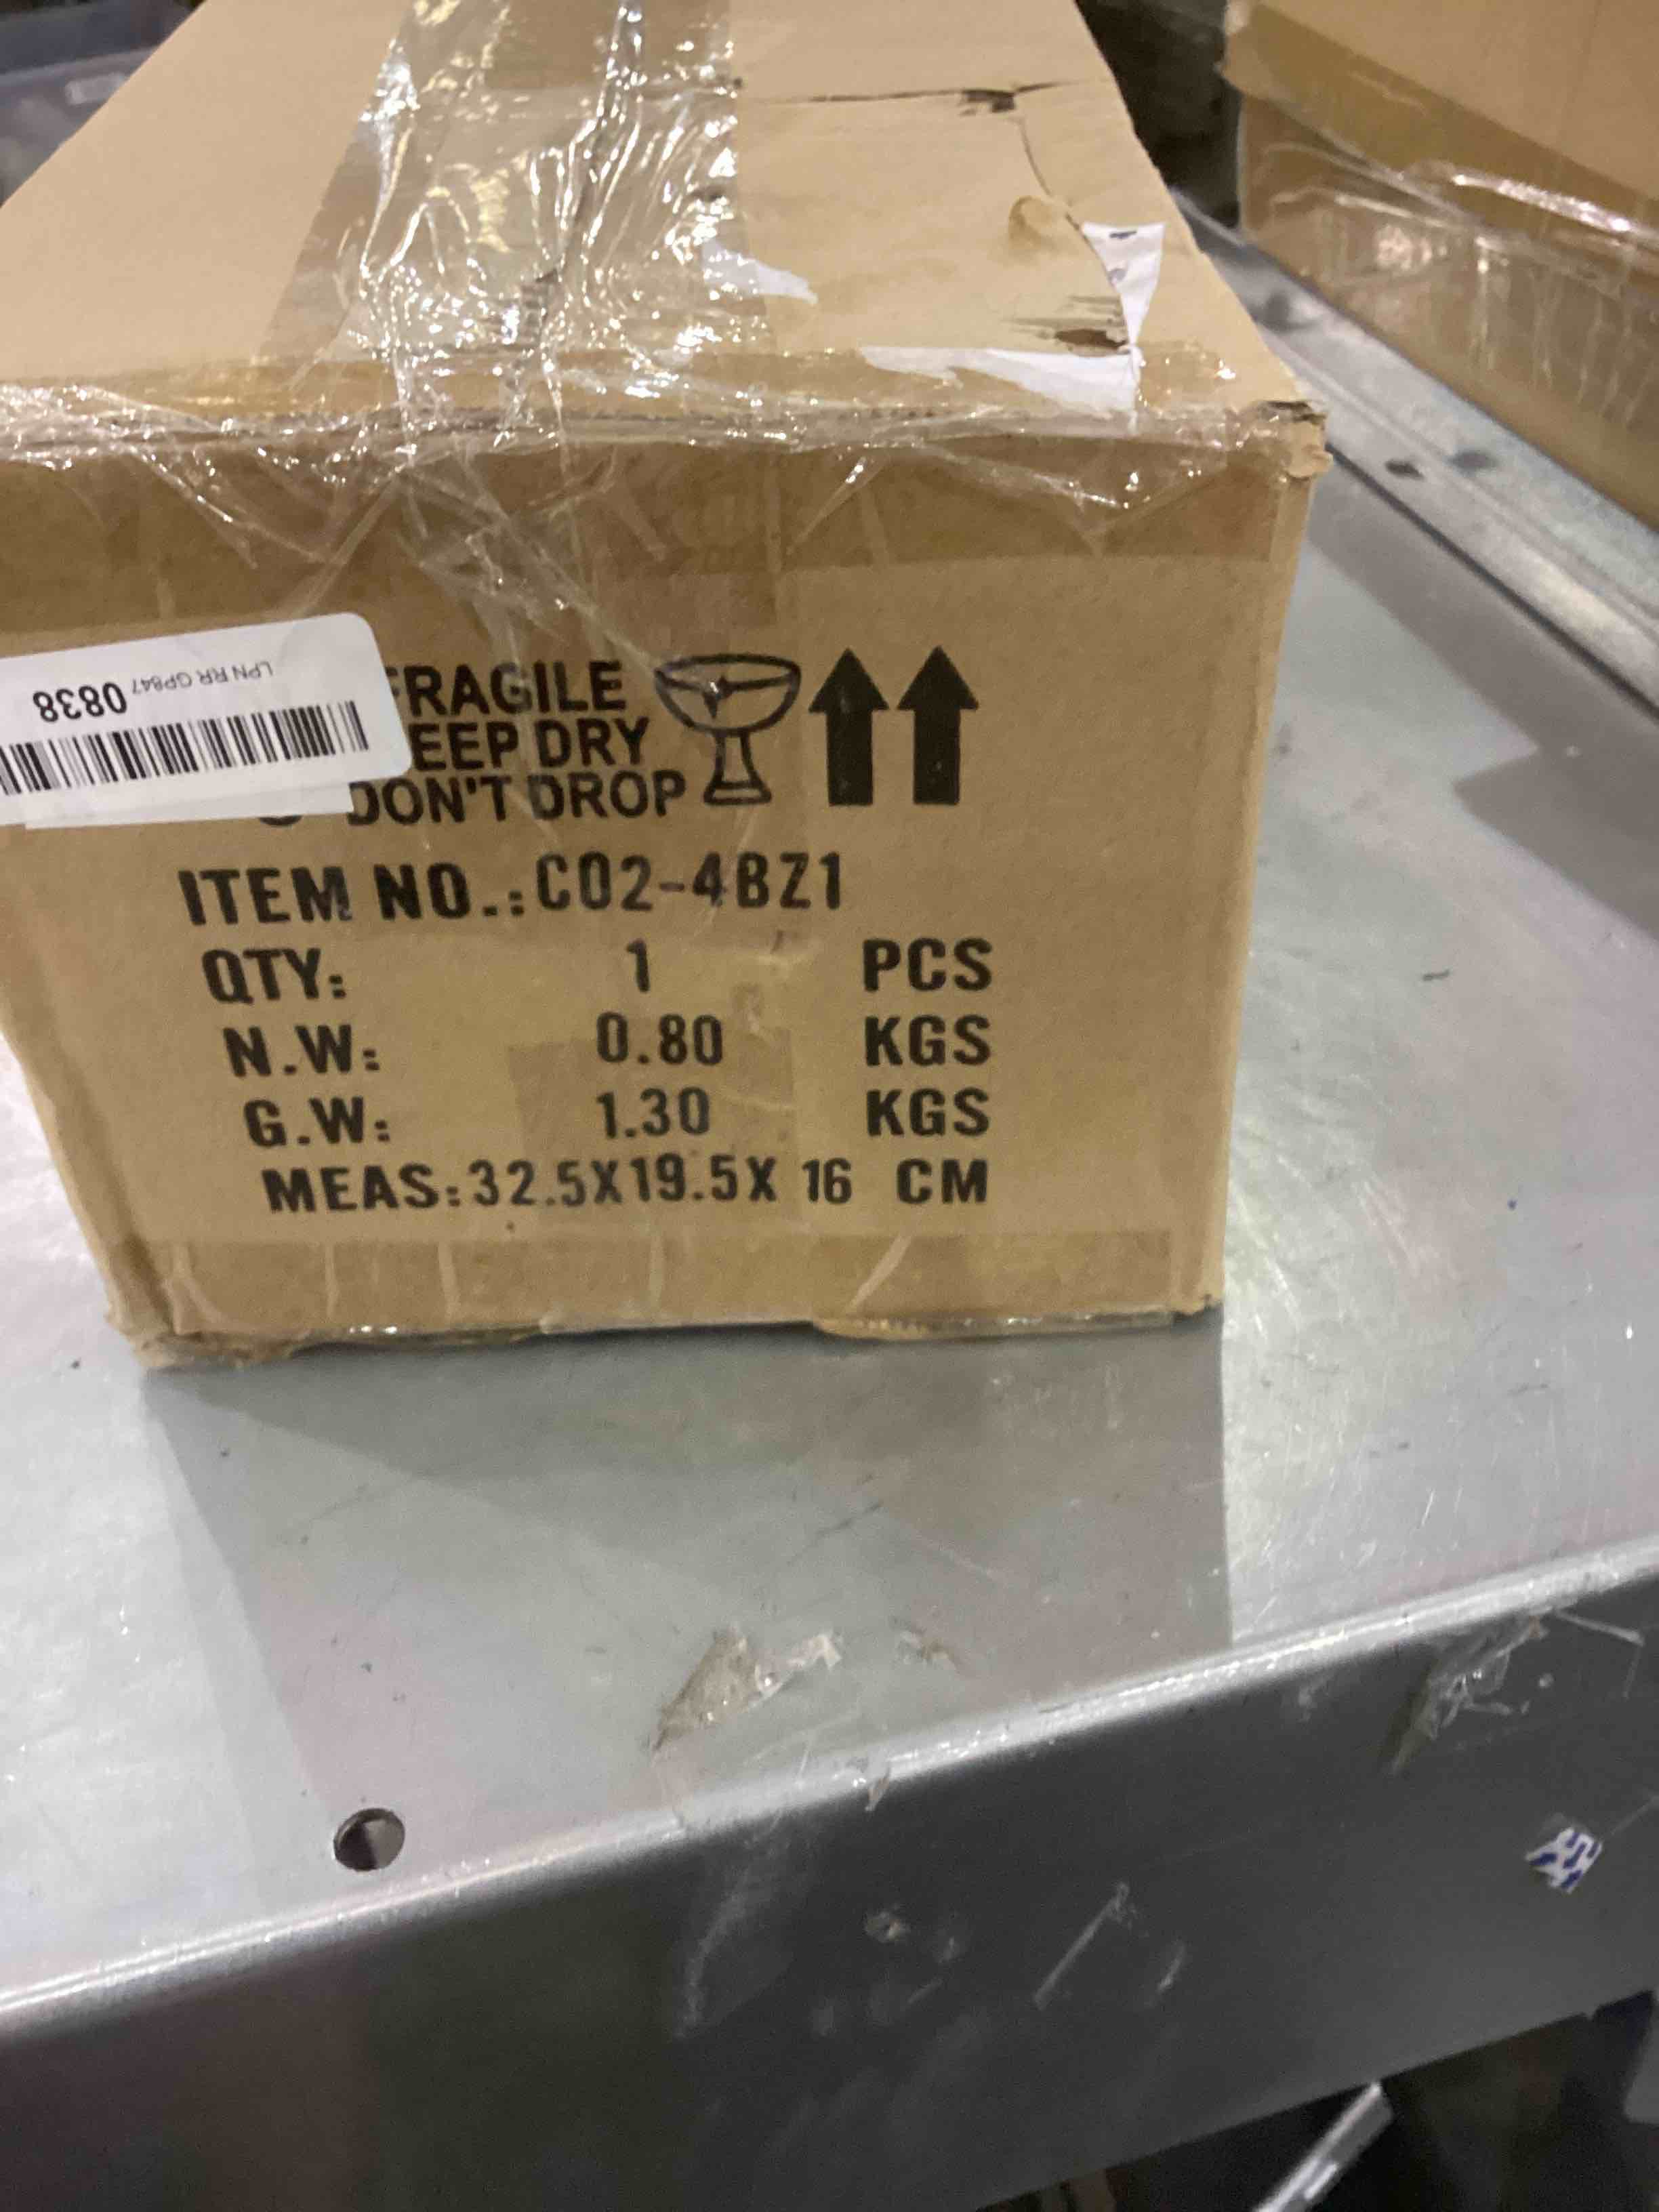 LPN RR GP847 0838
FRAGILE
EEP DRY
DON'T DROP
ITEM NO.:C02-4BZ1
QTY: 1 PCS
N.W: 0.80 KGS
G.W: 1.30 KGS
MEAS:32.5X19.5X 16 CM